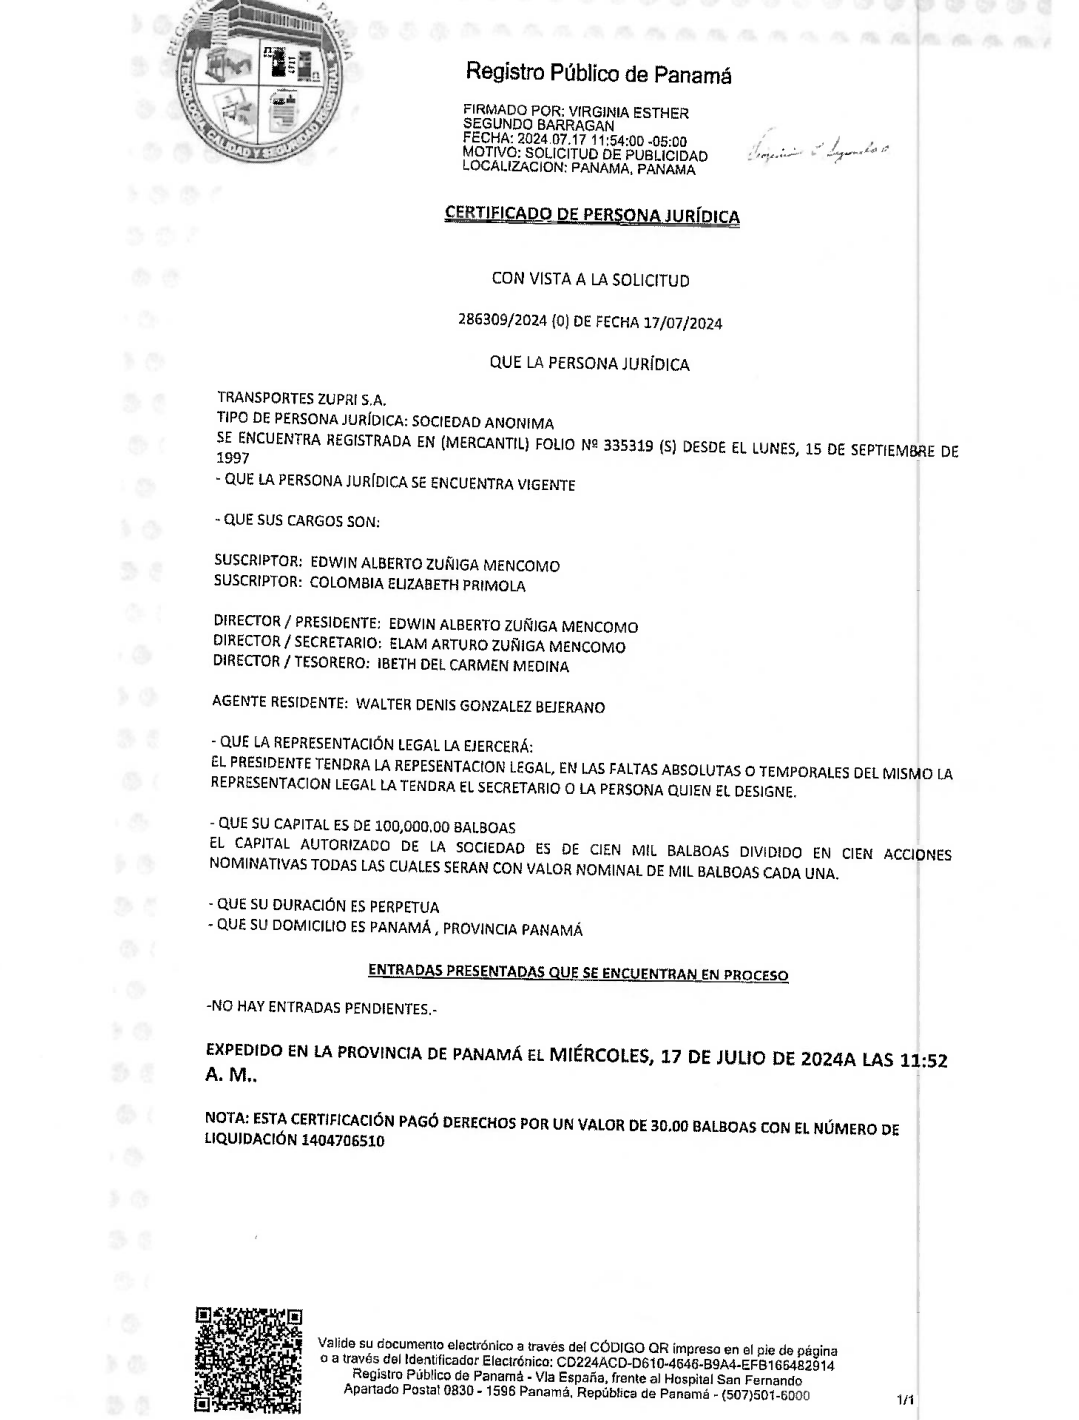 REGISTRO PÚBLICO DE PANAMÁ
TECNOLOGIA, CALIDAD Y SEGURIDAD REGISTRAL
Registro Público de Panamá
FIRMADO POR: VIRGINIA ESTHER
SEGUNDO BARRAGAN
FECHA: 2024.07.17 11:54:00 -05:00
MOTIVO: SOLICITUD DE PUBLICIDAD
LOCALIZACION: PANAMA, PANAMA
CERTIFICADO DE PERSONA JURÍDICA
CON VISTA A LA SOLICITUD
286309/2024 (0) DE FECHA 17/07/2024
QUE LA PERSONA JURÍDICA
TRANSPORTES ZUPRI S.A.
TIPO DE PERSONA JURÍDICA: SOCIEDAD ANONIMA
SE ENCUENTRA REGISTRADA EN (MERCANTIL) FOLIO Nº 335319 (S) DESDE EL LUNES, 15 DE SEPTIEMBRE DE
1997
- QUE LA PERSONA JURÍDICA SE ENCUENTRA VIGENTE
- QUE SUS CARGOS SON:
SUSCRIPTOR: EDWIN ALBERTO ZUÑIGA MENCOMO
SUSCRIPTOR: COLOMBIA ELIZABETH PRIMOLA
DIRECTOR / PRESIDENTE: EDWIN ALBERTO ZUÑIGA MENCOMO
DIRECTOR / SECRETARIO: ELAM ARTURO ZUÑIGA MENCOMO
DIRECTOR / TESORERO: IBETH DEL CARMEN MEDINA
AGENTE RESIDENTE: WALTER DENIS GONZALEZ BEJERANO
- QUE LA REPRESENTACIÓN LEGAL LA EJERCERÁ:
EL PRESIDENTE TENDRA LA REPESENTACION LEGAL, EN LAS FALTAS ABSOLUTAS O TEMPORALES DEL MISMO LA
REPRESENTACION LEGAL LA TENDRA EL SECRETARIO O LA PERSONA QUIEN EL DESIGNE.
- QUE SU CAPITAL ES DE 100,000.00 BALBOAS
EL CAPITAL AUTORIZADO DE LA SOCIEDAD ES DE CIEN MIL BALBOAS DIVIDIDO EN CIEN ACCIONES
NOMINATIVAS TODAS LAS CUALES SERAN CON VALOR NOMINAL DE MIL BALBOAS CADA UNA.
- QUE SU DURACIÓN ES PERPETUA
- QUE SU DOMICILIO ES PANAMÁ , PROVINCIA PANAMÁ
ENTRADAS PRESENTADAS QUE SE ENCUENTRAN EN PROCESO
-NO HAY ENTRADAS PENDIENTES.-
EXPEDIDO EN LA PROVINCIA DE PANAMÁ EL MIÉRCOLES, 17 DE JULIO DE 2024A LAS 11:52
A. M..
NOTA: ESTA CERTIFICACIÓN PAGÓ DERECHOS POR UN VALOR DE 30.00 BALBOAS CON EL NÚMERO DE
LIQUIDACIÓN 1404706510
Valide su documento electrónico a través del CÓDIGO QR impreso en el pie de página
o a través del Identificador Electrónico: CD224ACD-D610-4646-B9A4-EFB166482914
Registro Público de Panamá - Vía España, frente al Hospital San Fernando
Apartado Postal 0830 - 1596 Panamá, República de Panamá - (507)501-6000
1/1